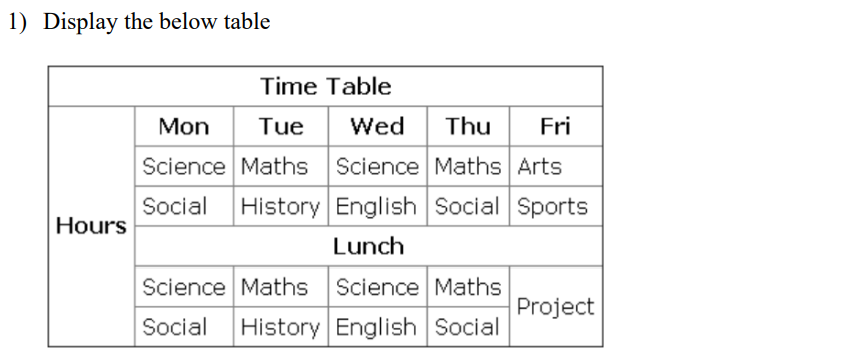 1) Display the below table
Time Table
Mon Tue Wed Thu Fri
Science Maths Science Maths Arts
Social History English Social Sports
Hours
Lunch
Science Maths Science Maths
Project
Social History English Social